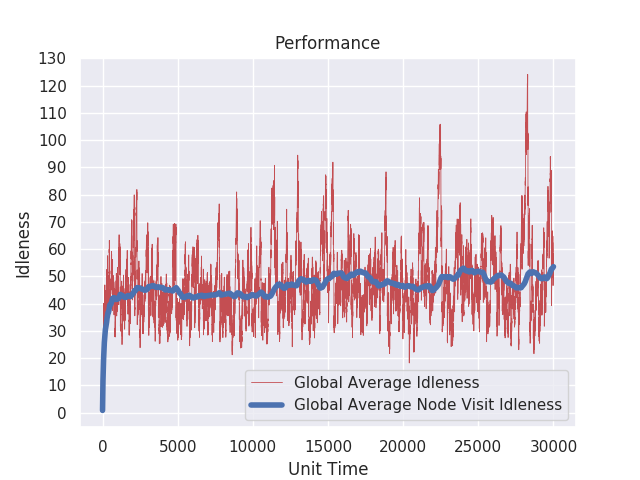 Performance
130
120
110
100
90
80
70
60
50
40
30
20
10
0
Idleness
Global Average Idleness
Global Average Node Visit Idleness
0 5000 10000 15000 20000 25000 30000
Unit Time